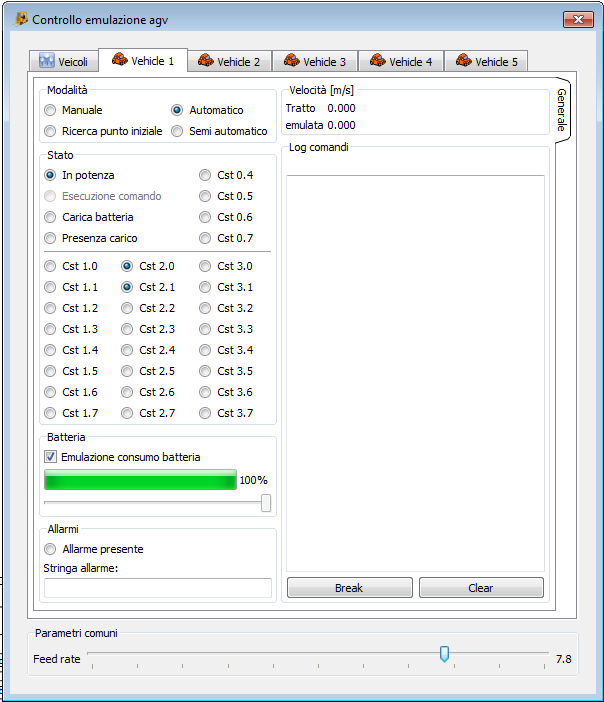 Controllo emulazione agv
Veicoli Vehicle 1 Vehicle 2 Vehicle 3 Vehicle 4 Vehicle 5
Generale
Modalità
Manuale Automatico
Ricerca punto iniziale Semi automatico
Stato
In potenza Cst 0.4
Esecuzione comando Cst 0.5
Carica batteria Cst 0.6
Presenza carico Cst 0.7
Cst 1.0 Cst 2.0 Cst 3.0
Cst 1.1 Cst 2.1 Cst 3.1
Cst 1.2 Cst 2.2 Cst 3.2
Cst 1.3 Cst 2.3 Cst 3.3
Cst 1.4 Cst 2.4 Cst 3.4
Cst 1.5 Cst 2.5 Cst 3.5
Cst 1.6 Cst 2.6 Cst 3.6
Cst 1.7 Cst 2.7 Cst 3.7
Batteria
Emulazione consumo batteria
100%
Allarmi
Allarme presente
Stringa allarme:
Velocità [m/s]
Tratto 0.000
emulata 0.000
Log comandi
Break Clear
Parametri comuni
Feed rate 7.8